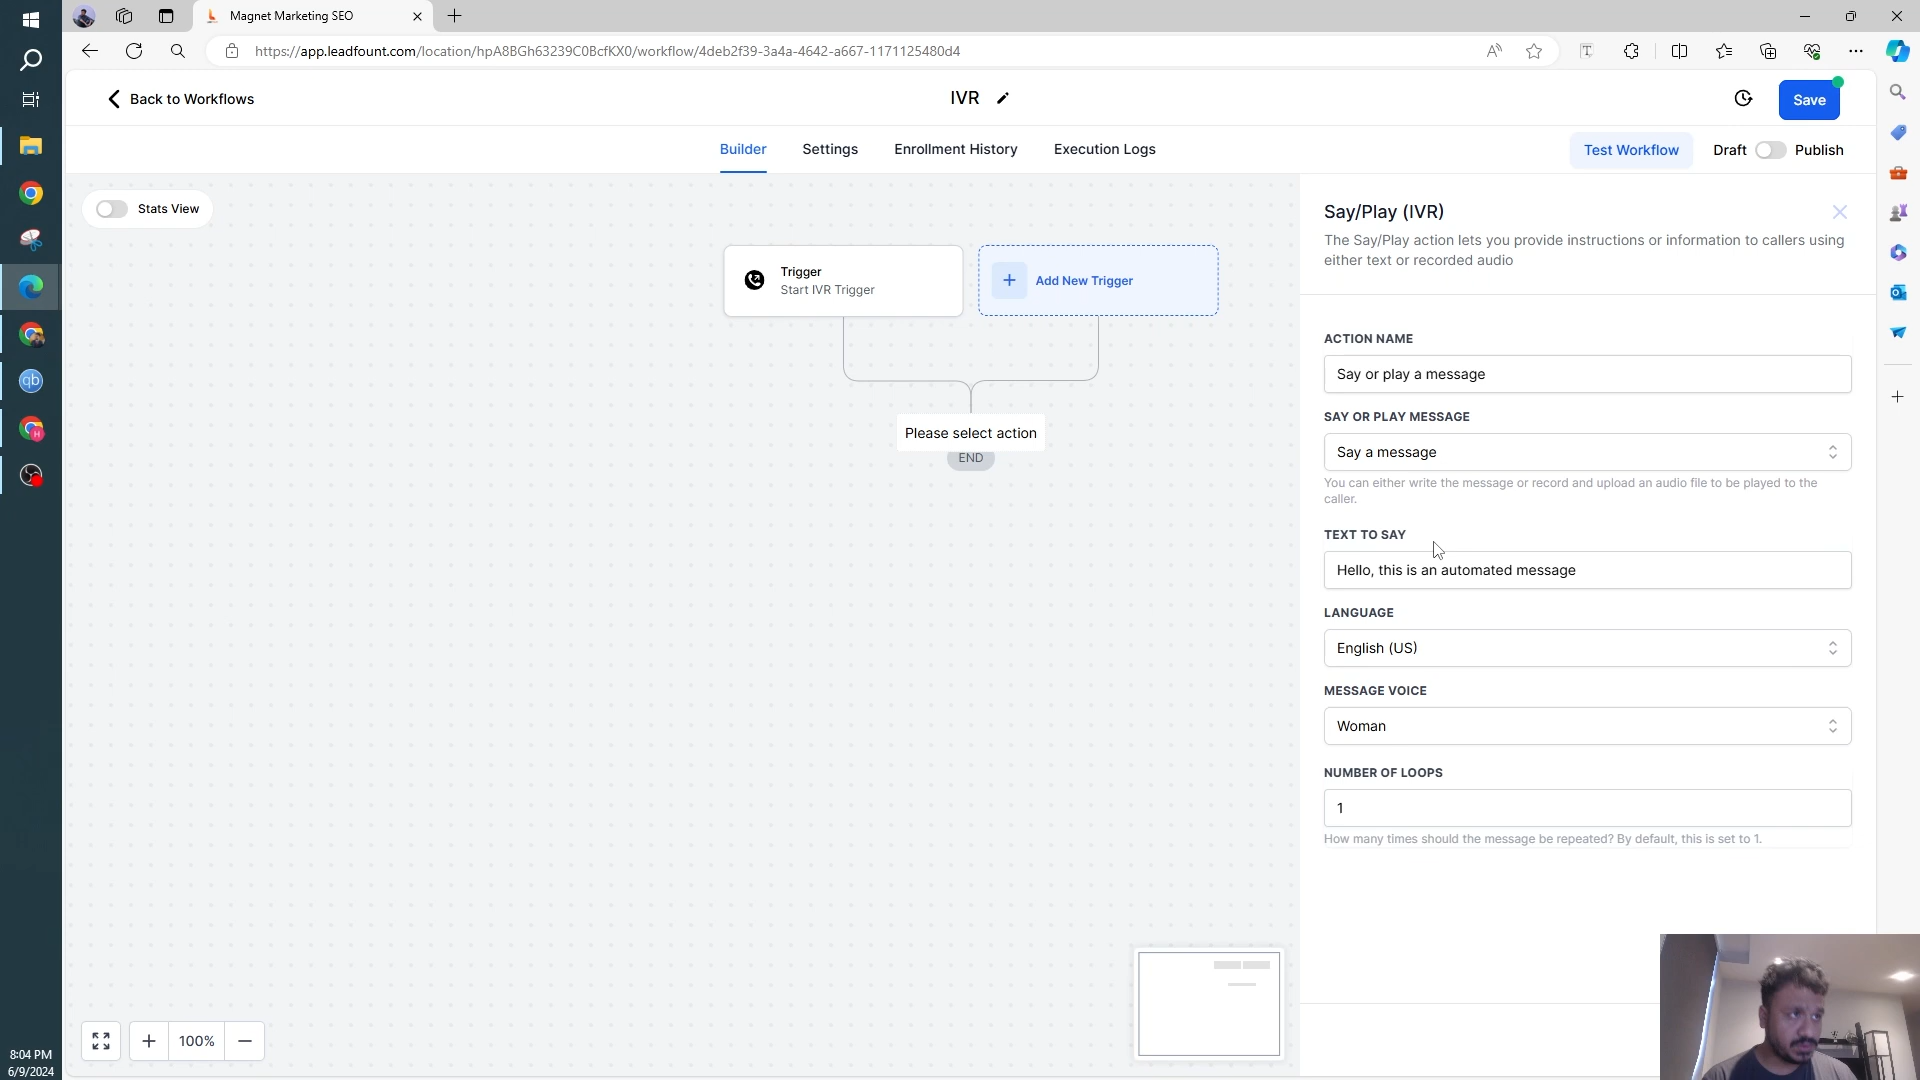 Magnet Marketing SEO
https://app.leadfount.com/location/hpA8BGh63239C0BcfKX0/workflow/4deb2f39-3a4a-4642-a667-1171125480d4
Back to Workflows
IVR
Save
Builder
Settings
Enrollment History
Execution Logs
Test Workflow
Draft
Publish
Stats View
Trigger
Start IVR Trigger
+ Add New Trigger
Please select action
END
Say/Play (IVR)
The Say/Play action lets you provide instructions or information to callers using
either text or recorded audio
ACTION NAME
Say or play a message
SAY OR PLAY MESSAGE
Say a message
You can either write the message or record and upload an audio file to be played to the
caller.
TEXT TO SAY
Hello, this is an automated message
LANGUAGE
English (US)
MESSAGE VOICE
Woman
NUMBER OF LOOPS
1
How many times should the message be repeated? By default, this is set to 1.
100%
qb
H
8:04 PM
6/9/2024